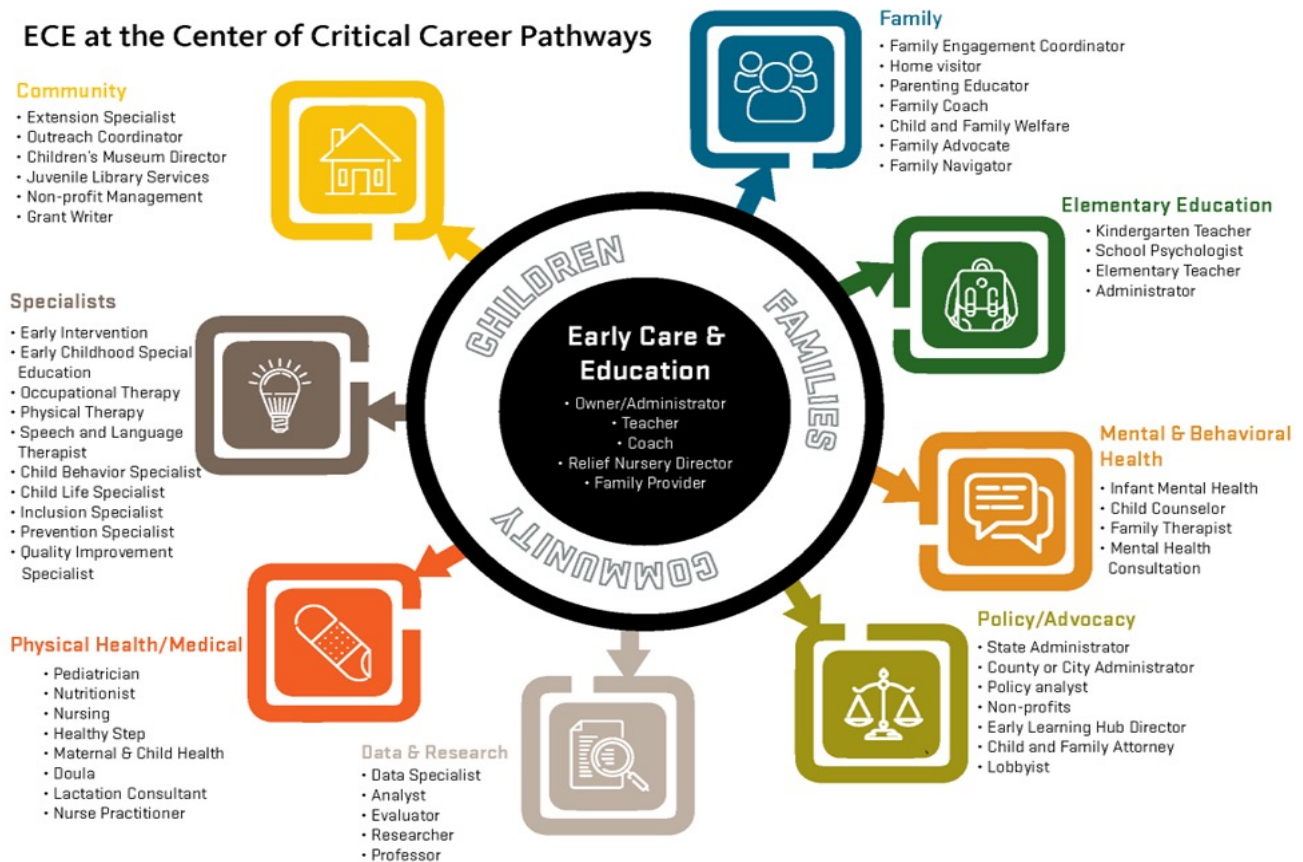 ECE at the Center of Critical Career Pathways
Community
• Extension Specialist
• Outreach Coordinator
• Children's Museum Director
• Juvenile Library Services
• Non-profit Management
• Grant Writer
Family
• Family Engagement Coordinator
• Home visitor
• Parenting Educator
• Family Coach
• Child and Family Welfare
• Family Advocate
• Family Navigator
Elementary Education
• Kindergarten Teacher
• School Psychologist
• Elementary Teacher
• Administrator
Specialists
• Early Intervention
• Early Childhood Special
Education
• Occupational Therapy
• Physical Therapy
• Speech and Language
Therapist
• Child Behavior Specialist
• Child Life Specialist
• Inclusion Specialist
• Prevention Specialist
• Quality Improvement
Specialist
CHILDREN
FAMILIES
COMMUNITY
Early Care &
Education
• Owner/Administrator
• Teacher
• Coach
• Relief Nursery Director
• Family Provider
Mental & Behavioral
Health
• Infant Mental Health
• Child Counselor
• Family Therapist
• Mental Health
Consultation
Physical Health/Medical
• Pediatrician
• Nutritionist
• Nursing
• Healthy Step
• Maternal & Child Health
• Doula
• Lactation Consultant
• Nurse Practitioner
Data & Research
• Data Specialist
• Analyst
• Evaluator
• Researcher
• Professor
Policy/Advocacy
• State Administrator
• County or City Administrator
• Policy analyst
• Non-profits
• Early Learning Hub Director
• Child and Family Attorney
• Lobbyist